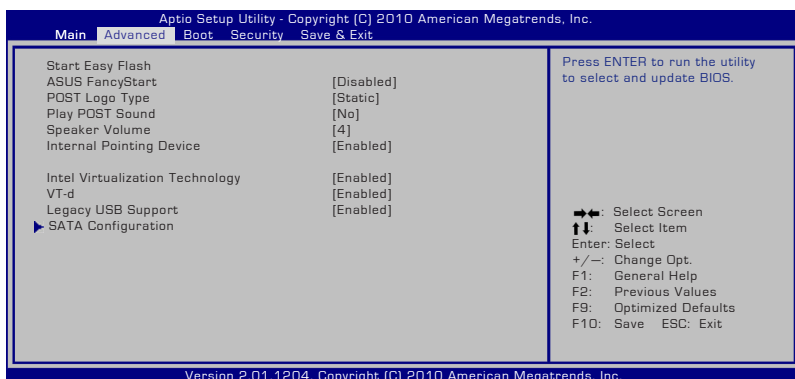 Aptio Setup Utility - Copyright (C) 2010 American Megatrends, Inc.
Main Advanced Boot Security Save & Exit
Start Easy Flash
ASUS FancyStart [Disabled]
POST Logo Type [Static]
Play POST Sound [No]
Speaker Volume [4]
Internal Pointing Device [Enabled]
Intel Virtualization Technology [Enabled]
VT-d [Enabled]
Legacy USB Support [Enabled]
SATA Configuration
Press ENTER to run the utility
to select and update BIOS.
→←: Select Screen
↑↓: Select Item
Enter: Select
+/—: Change Opt.
F1: General Help
F2: Previous Values
F9: Optimized Defaults
F10: Save ESC: Exit
Version 2.01.1204. Copyright (C) 2010 American Megatrends, Inc.